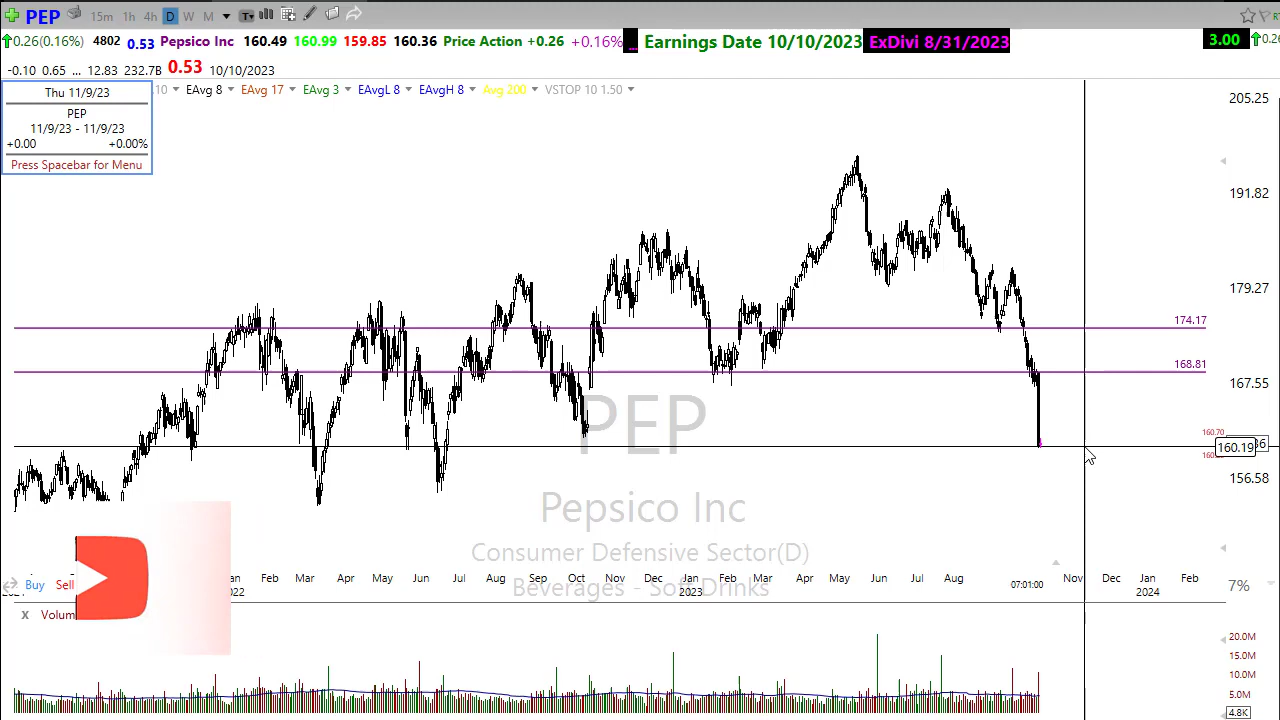 PEP 15m 1h 4h D W M T
0.26(0.16%) 4802 0.53 Pepsico Inc 160.49 160.99 159.85 160.36 Price Action +0.26 +0.16% ... Earnings Date 10/10/2023 ExDivi 8/31/2023 3.00
-0.10 0.65 ... 12.83 232.7B 0.53 10/10/2023
Thu 11/9/23
PEP
11/9/23 - 11/9/23
+0.00 +0.00%
Press Spacebar for Menu
EAvg 8 EAvg 17 EAvg 3 EAvgL 8 EAvgH 8 Avg 200 VSTOP 10 1.50
205.25
191.82
179.27
174.17
168.81
167.55
160.70
160.19
156.58
PEP
Pepsico Inc
Consumer Defensive Sector(D)
Beverages - Soft Drinks
Buy Sell
Feb Mar Apr May Jun Jul Aug Sep Oct Nov Dec Jan Feb Mar Apr May Jun Jul Aug Nov Dec Jan Feb
2023 07:01:00 2024
7%
X Volum
20.0M
15.0M
10.0M
5.0M
4.8K